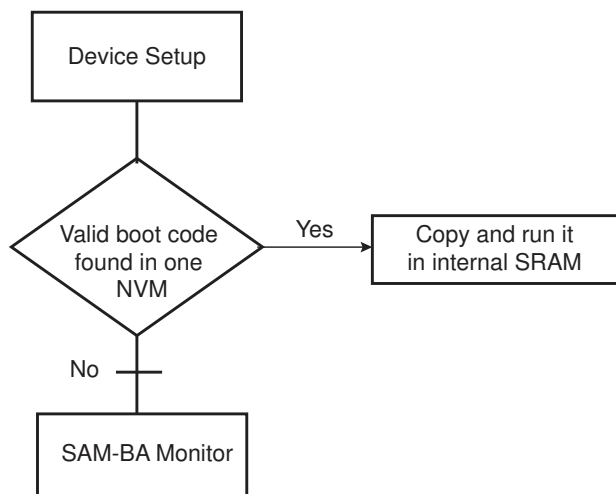 Device Setup
Valid boot code
found in one
NVM
Yes
Copy and run it
in internal SRAM
No
SAM-BA Monitor